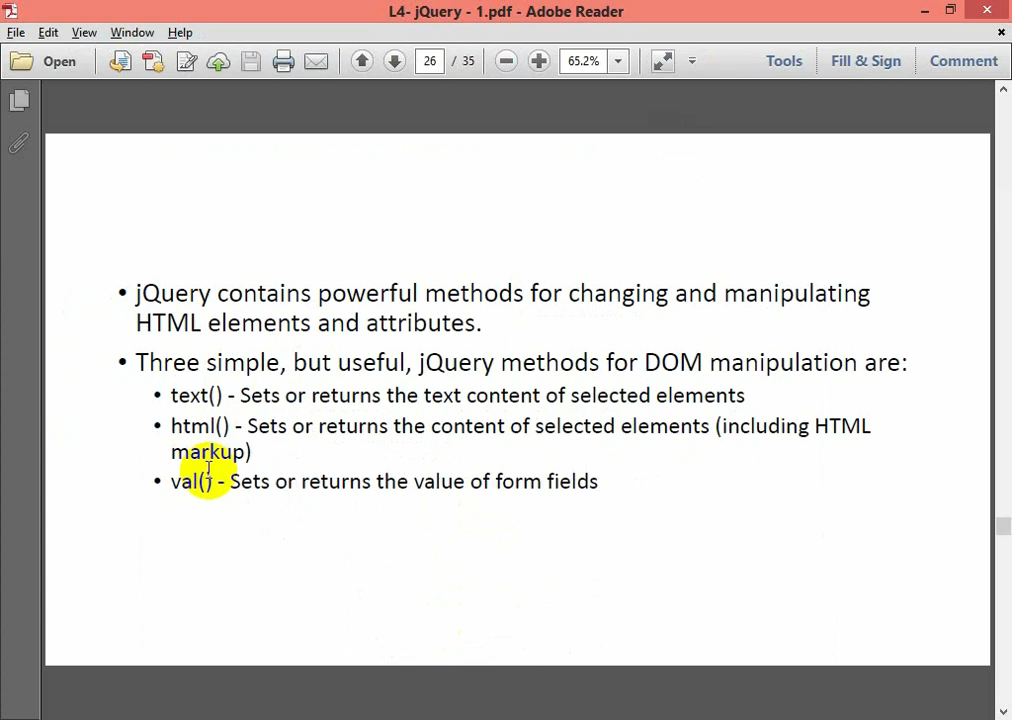 L4- jQuery - 1.pdf - Adobe Reader
File Edit View Window Help
Open 26 / 35 65.2% Tools Fill & Sign Comment
• jQuery contains powerful methods for changing and manipulating
HTML elements and attributes.
• Three simple, but useful, jQuery methods for DOM manipulation are:
• text() - Sets or returns the text content of selected elements
• html() - Sets or returns the content of selected elements (including HTML
markup)
• val() - Sets or returns the value of form fields